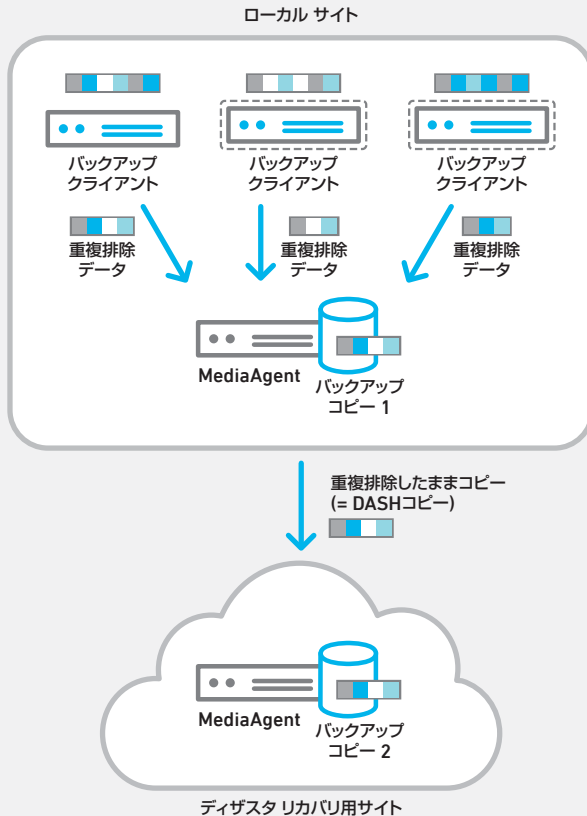 ローカル サイト
バックアップ
クライアント
バックアップ
クライアント
バックアップ
クライアント
重複排除
データ
重複排除
データ
重複排除
データ
MediaAgent
バックアップ
コピー 1
重複排除したままコピー
(= DASHコピー)
MediaAgent
バックアップ
コピー 2
ディザスタ リカバリ用サイト